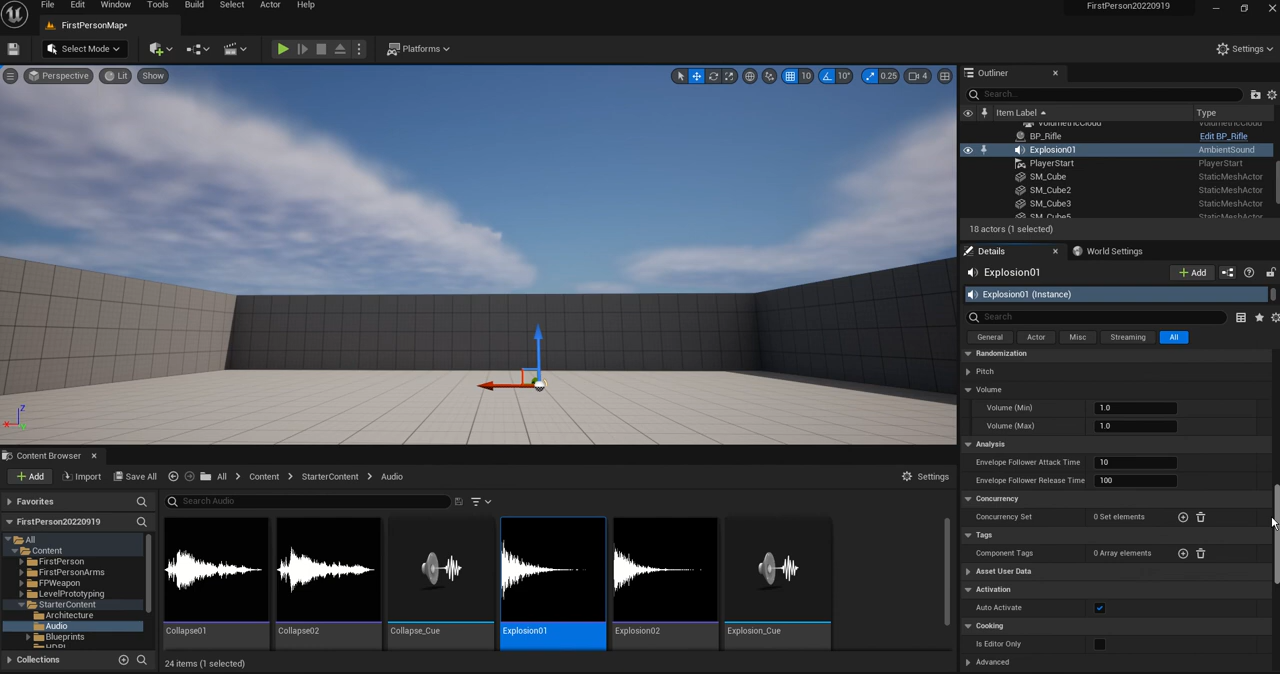 File Edit Window Tools Build Select Actor Help
FirstPerson20220919
FirstPersonMap*
Select Mode
Platforms
Settings
Perspective Lit Show
10 10° 0.25 4
Outliner
Search...
Item Label Type
VolumetricCloud VolumetricCloud
BP_Rifle Edit BP_Rifle
Explosion01 AmbientSound
PlayerStart PlayerStart
SM_Cube StaticMeshActor
SM_Cube2 StaticMeshActor
SM_Cube3 StaticMeshActor
SM_Cube5 StaticMeshActor
18 actors (1 selected)
Details World Settings
Explosion01
Add
Explosion01 (Instance)
Search
General Actor Misc Streaming All
Randomization
Pitch
Volume
Volume (Min) 1.0
Volume (Max) 1.0
Analysis
Envelope Follower Attack Time 10
Envelope Follower Release Time 100
Concurrency
Concurrency Set 0 Set elements
Tags
Component Tags 0 Array elements
Asset User Data
Activation
Auto Activate
Cooking
Is Editor Only
Advanced
Content Browser
Add Import Save All All Content StarterContent Audio Settings
Favorites
Search Audio
FirstPerson20220919
All
Content
FirstPerson
FirstPersonArms
FPWeapon
LevelPrototyping
StarterContent
Architecture
Audio
Blueprints
HDRI
Collections
Collapse01 Collapse02 Collapse_Cue Explosion01 Explosion02 Explosion_Cue
24 items (1 selected)
Z
X